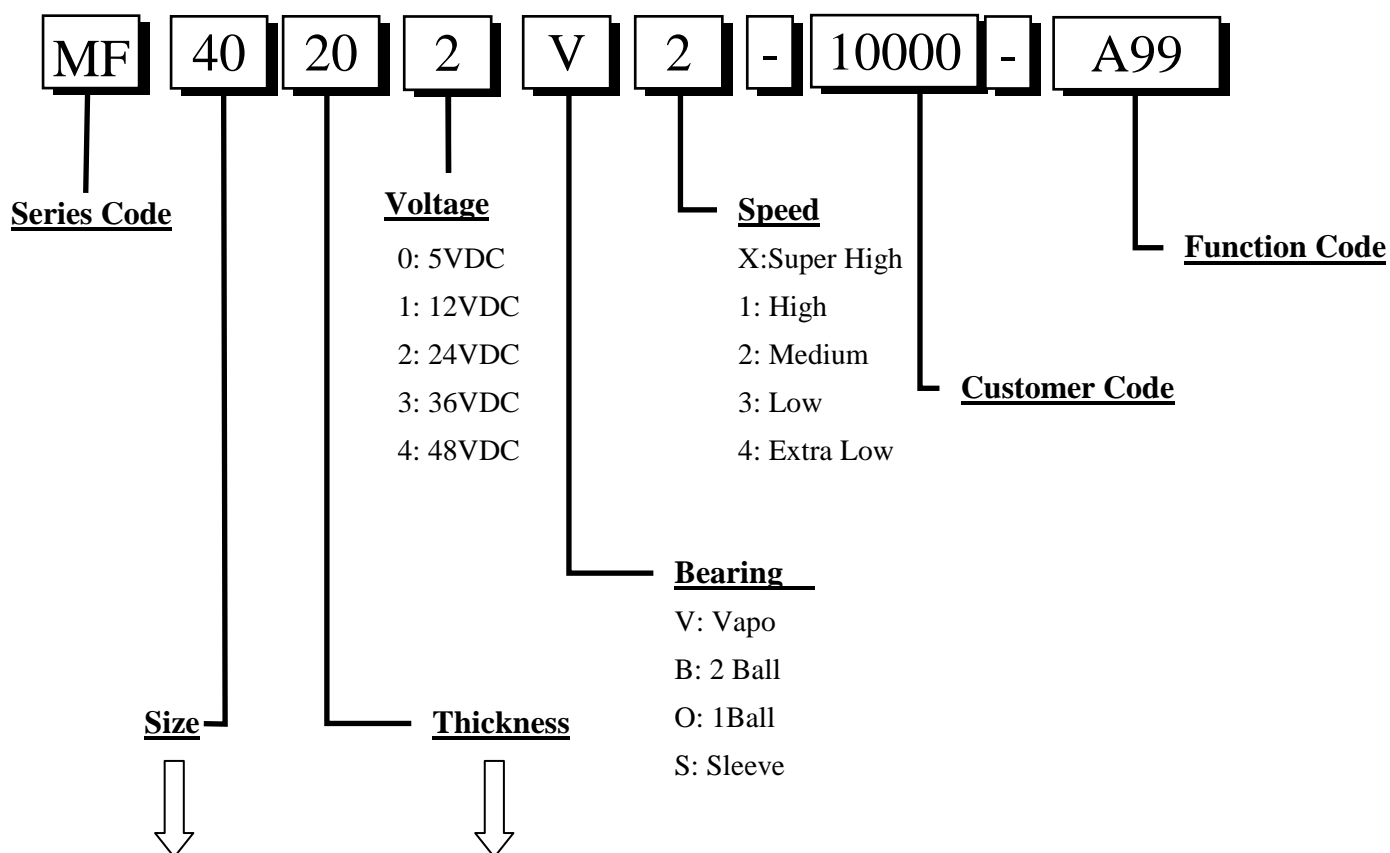 MF 40 20 2 V 2 - 10000 - A99
Series Code
Voltage
0: 5VDC
1: 12VDC
2: 24VDC
3: 36VDC
4: 48VDC
Speed
X:Super High
1: High
2: Medium
3: Low
4: Extra Low
Function Code
Customer Code
Bearing
V: Vapo
B: 2 Ball
O: 1Ball
S: Sleeve
Size
Thickness